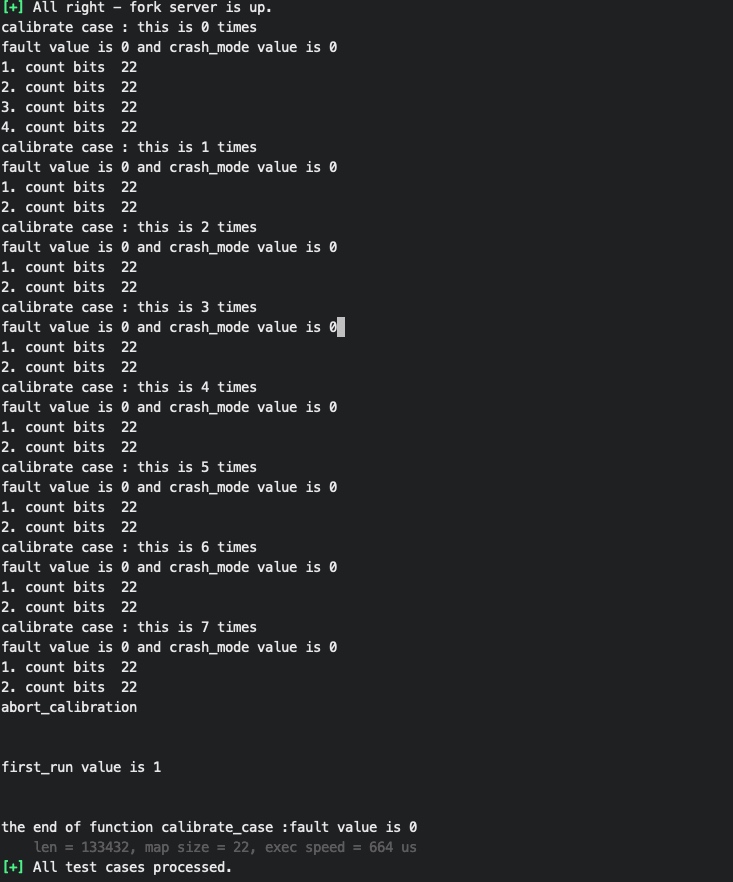 [+] All right - fork server is up.
calibrate case : this is 0 times
fault value is 0 and crash_mode value is 0
1. count bits  22
2. count bits  22
3. count bits  22
4. count bits  22
calibrate case : this is 1 times
fault value is 0 and crash_mode value is 0
1. count bits  22
2. count bits  22
calibrate case : this is 2 times
fault value is 0 and crash_mode value is 0
1. count bits  22
2. count bits  22
calibrate case : this is 3 times
fault value is 0 and crash_mode value is 0
1. count bits  22
2. count bits  22
calibrate case : this is 4 times
fault value is 0 and crash_mode value is 0
1. count bits  22
2. count bits  22
calibrate case : this is 5 times
fault value is 0 and crash_mode value is 0
1. count bits  22
2. count bits  22
calibrate case : this is 6 times
fault value is 0 and crash_mode value is 0
1. count bits  22
2. count bits  22
calibrate case : this is 7 times
fault value is 0 and crash_mode value is 0
1. count bits  22
2. count bits  22
abort_calibration
first_run value is 1
the end of function calibrate_case :fault value is 0
    len = 133432, map size = 22, exec speed = 664 us
[+] All test cases processed.